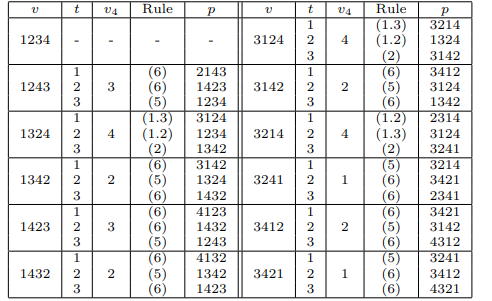 v t v4 Rule p v t v4 Rule p
1 (1.3) 3214
1234 - - - - 3124 2 4 (1.2) 1324
3 (2) 3142
1 (6) 2143 1 (6) 3412
1243 2 3 (6) 1423 3142 2 2 (5) 3124
3 (5) 1234 3 (6) 1342
1 (1.3) 3124 1 (1.2) 2314
1324 2 4 (1.2) 1234 3214 2 4 (1.3) 3124
3 (2) 1342 3 (2) 3241
1 (6) 3142 1 (5) 3214
1342 2 2 (5) 1324 3241 2 1 (6) 3421
3 (6) 1432 3 (6) 2341
1 (6) 4123 1 (6) 3421
1423 2 3 (6) 1432 3412 2 2 (5) 3142
3 (5) 1243 3 (6) 4312
1 (6) 4132 1 (5) 3241
1432 2 2 (5) 1342 3421 2 1 (6) 3412
3 (6) 1423 3 (6) 4321